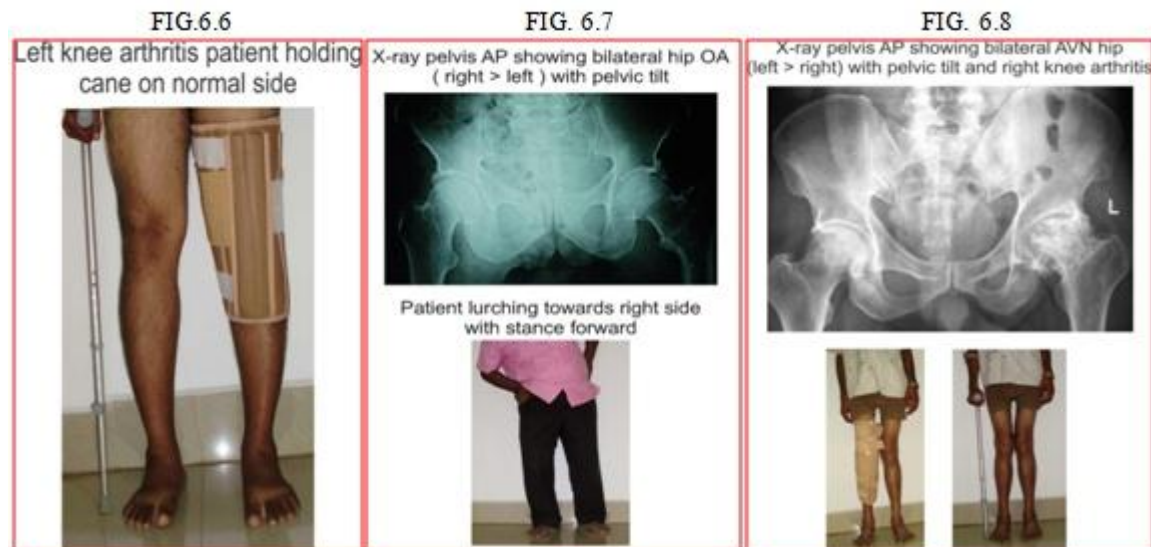 FIG.6.6
Left knee arthritis patient holding
cane on normal side
FIG. 6.7
X-ray pelvis AP showing bilateral hip OA
( right > left ) with pelvic tilt
Patient lurching towards right side
with stance forward
FIG. 6.8
X-ray pelvis AP showing bilateral AVN hip
(left > right) with pelvic tilt and right knee arthritis
L